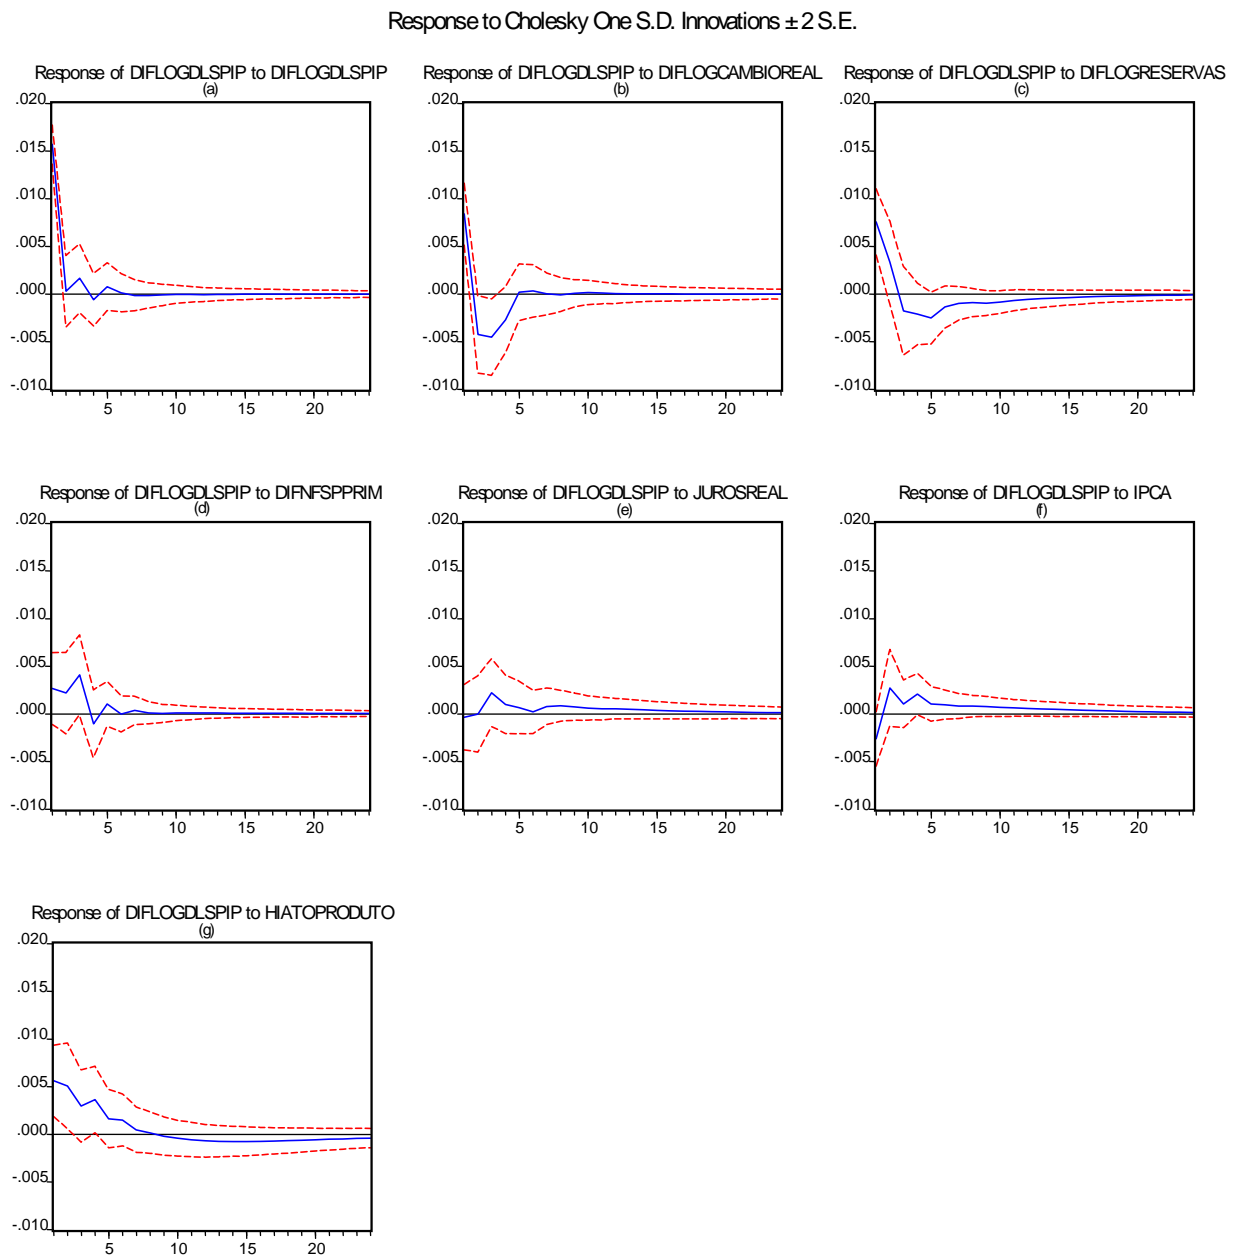 Response to Cholesky One S.D. Innovations ± 2 S.E.
Response of DIFLOGDLSPIP to DIFLOGDLSPIP
(a)
.020
.015
.010
.005
.000
-.005
-.010
5 10 15 20
Response of DIFLOGDLSPIP to DIFLOGCAMBIOREAL
(b)
.020
.015
.010
.005
.000
-.005
-.010
5 10 15 20
Response of DIFLOGDLSPIP to DIFLOGRESERVAS
(c)
.020
.015
.010
.005
.000
-.005
-.010
5 10 15 20
Response of DIFLOGDLSPIP to DIFNFSPPRIM
(d)
.020
.015
.010
.005
.000
-.005
-.010
5 10 15 20
Response of DIFLOGDLSPIP to JUROSREAL
(e)
.020
.015
.010
.005
.000
-.005
-.010
5 10 15 20
Response of DIFLOGDLSPIP to IPCA
(f)
.020
.015
.010
.005
.000
-.005
-.010
5 10 15 20
Response of DIFLOGDLSPIP to HIATOPRODUTO
(g)
.020
.015
.010
.005
.000
-.005
-.010
5 10 15 20